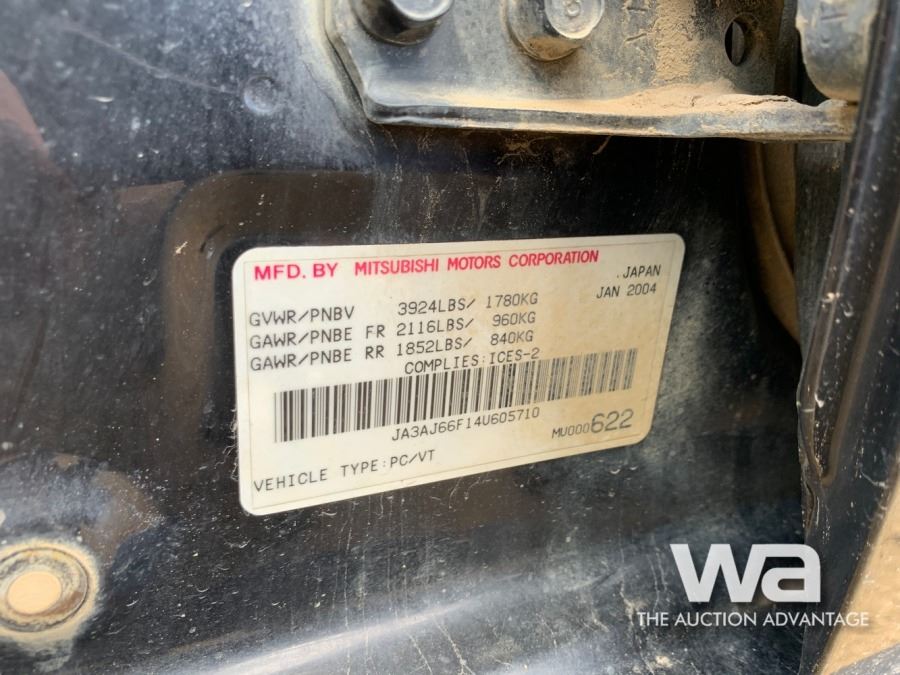 MFD. BY MITSUBISHI MOTORS CORPORATION
.JAPAN
JAN 2004
GVWR/PNBV 3924LBS/ 1780KG
GAWR/PNBE FR 2116LBS/ 960KG
GAWR/PNBE RR 1852LBS/ 840KG
COMPLIES:ICES-2
JA3AJ66F14U605710
MU000622
VEHICLE TYPE:PC/VT
wa
THE AUCTION ADVANTAGE